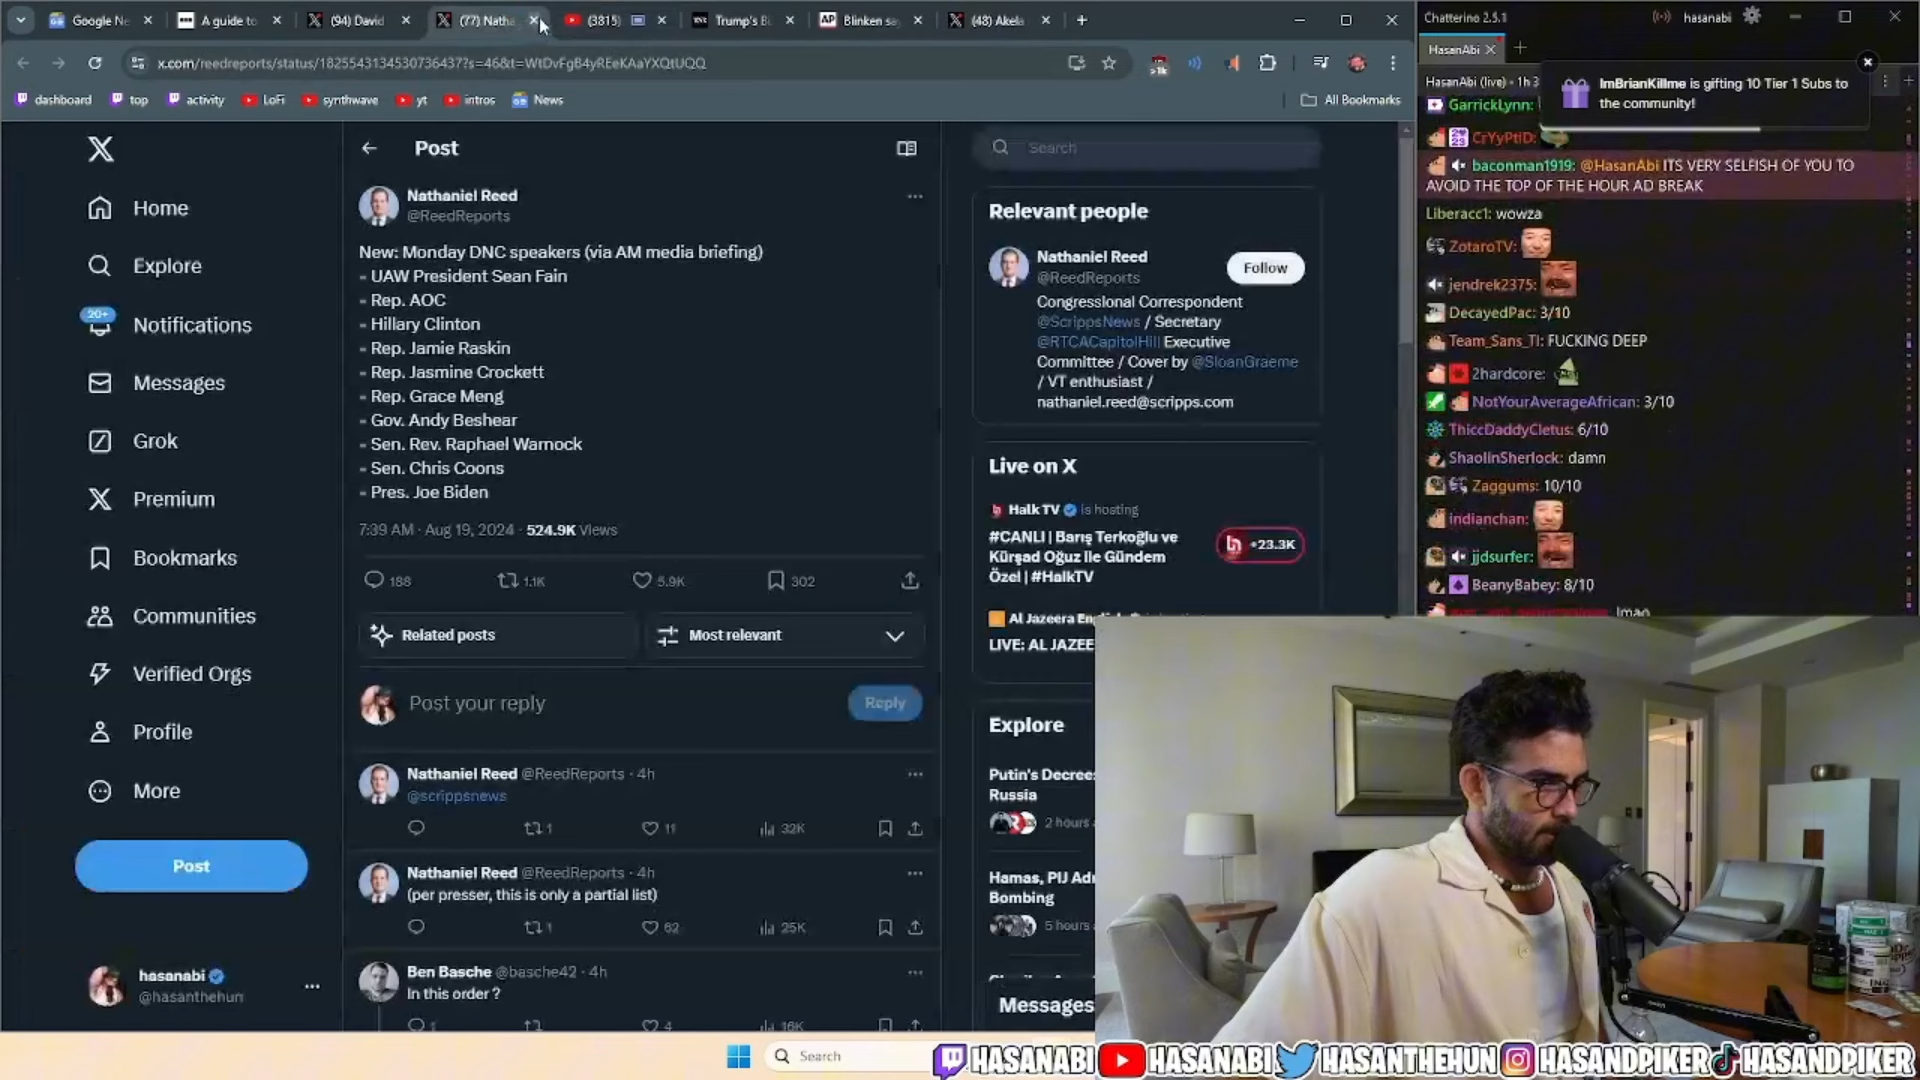 Google Ne
A guide to
(94) David
(77) Natha
(3815)
Trump's B
Blinken sa
(48) Akela
x.com/reedreports/status/1825543134530736437?s=46&t=WtDvFgB4yREeKAaYXQtUQQ
dashboard
top
activity
LoFi
synthwave
yt
intros
News
All Bookmarks
Home
Explore
20+
Notifications
Messages
Grok
Premium
Bookmarks
Communities
Verified Orgs
Profile
More
Post
hasanabi
@hasanthehun
Post
Nathaniel Reed
@ReedReports
New: Monday DNC speakers (via AM media briefing)
- UAW President Sean Fain
- Rep. AOC
- Hillary Clinton
- Rep. Jamie Raskin
- Rep. Jasmine Crockett
- Rep. Grace Meng
- Gov. Andy Beshear
- Sen. Rev. Raphael Warnock
- Sen. Chris Coons
- Pres. Joe Biden
7:39 AM · Aug 19, 2024 · 524.9K Views
188
1.1K
5.9K
302
Related posts
Most relevant
Post your reply
Reply
Nathaniel Reed @ReedReports · 4h
@scrippsnews
1
11
32K
Nathaniel Reed @ReedReports · 4h
(per presser, this is only a partial list)
1
62
25K
Ben Basche @basche42 · 4h
In this order ?
1
4
16K
Search
Relevant people
Nathaniel Reed
@ReedReports
Follow
Congressional Correspondent
@ScrippsNews / Secretary
@RTCACapitolHill Executive
Committee / Cover by @SloanGraeme
/ VT enthusiast /
nathaniel.reed@scripps.com
Live on X
Halk TV is hosting
#CANLI | Barış Terkoğlu ve
Kürşad Oğuz ile Gündem
Özel | #HalkTV
+23.3K
Al Jazeera En
LIVE: AL JAZEE
Explore
Putin's Decree:
Russia
2 hours
Hamas, PIJ Adm
Bombing
5 hours
Messages
Chatterino 2.5.1
hasanabi
HasanAbi
HasanAbi (live) - 1h 3
ImBrianKillme is gifting 10 Tier 1 Subs to
the community!
GarrickLynn:
CrYyPtiD:
baconman1919: @HasanAbi ITS VERY SELFISH OF YOU TO
AVOID THE TOP OF THE HOUR AD BREAK
Liberacc1: wowza
ZotaroTV:
jendrek2375:
DecayedPac: 3/10
Team_Sans_TI: FUCKING DEEP
2hardcore:
NotYourAverageAfrican: 3/10
ThiccDaddyCletus: 6/10
ShaolinSherlock: damn
Zaggums: 10/10
indianchan:
jjdsurfer:
BeanyBabey: 8/10
lmao
Search
HASANABI
HASANABI
HASANTHEHUN
HASANDPIKER
HASANDPIKER